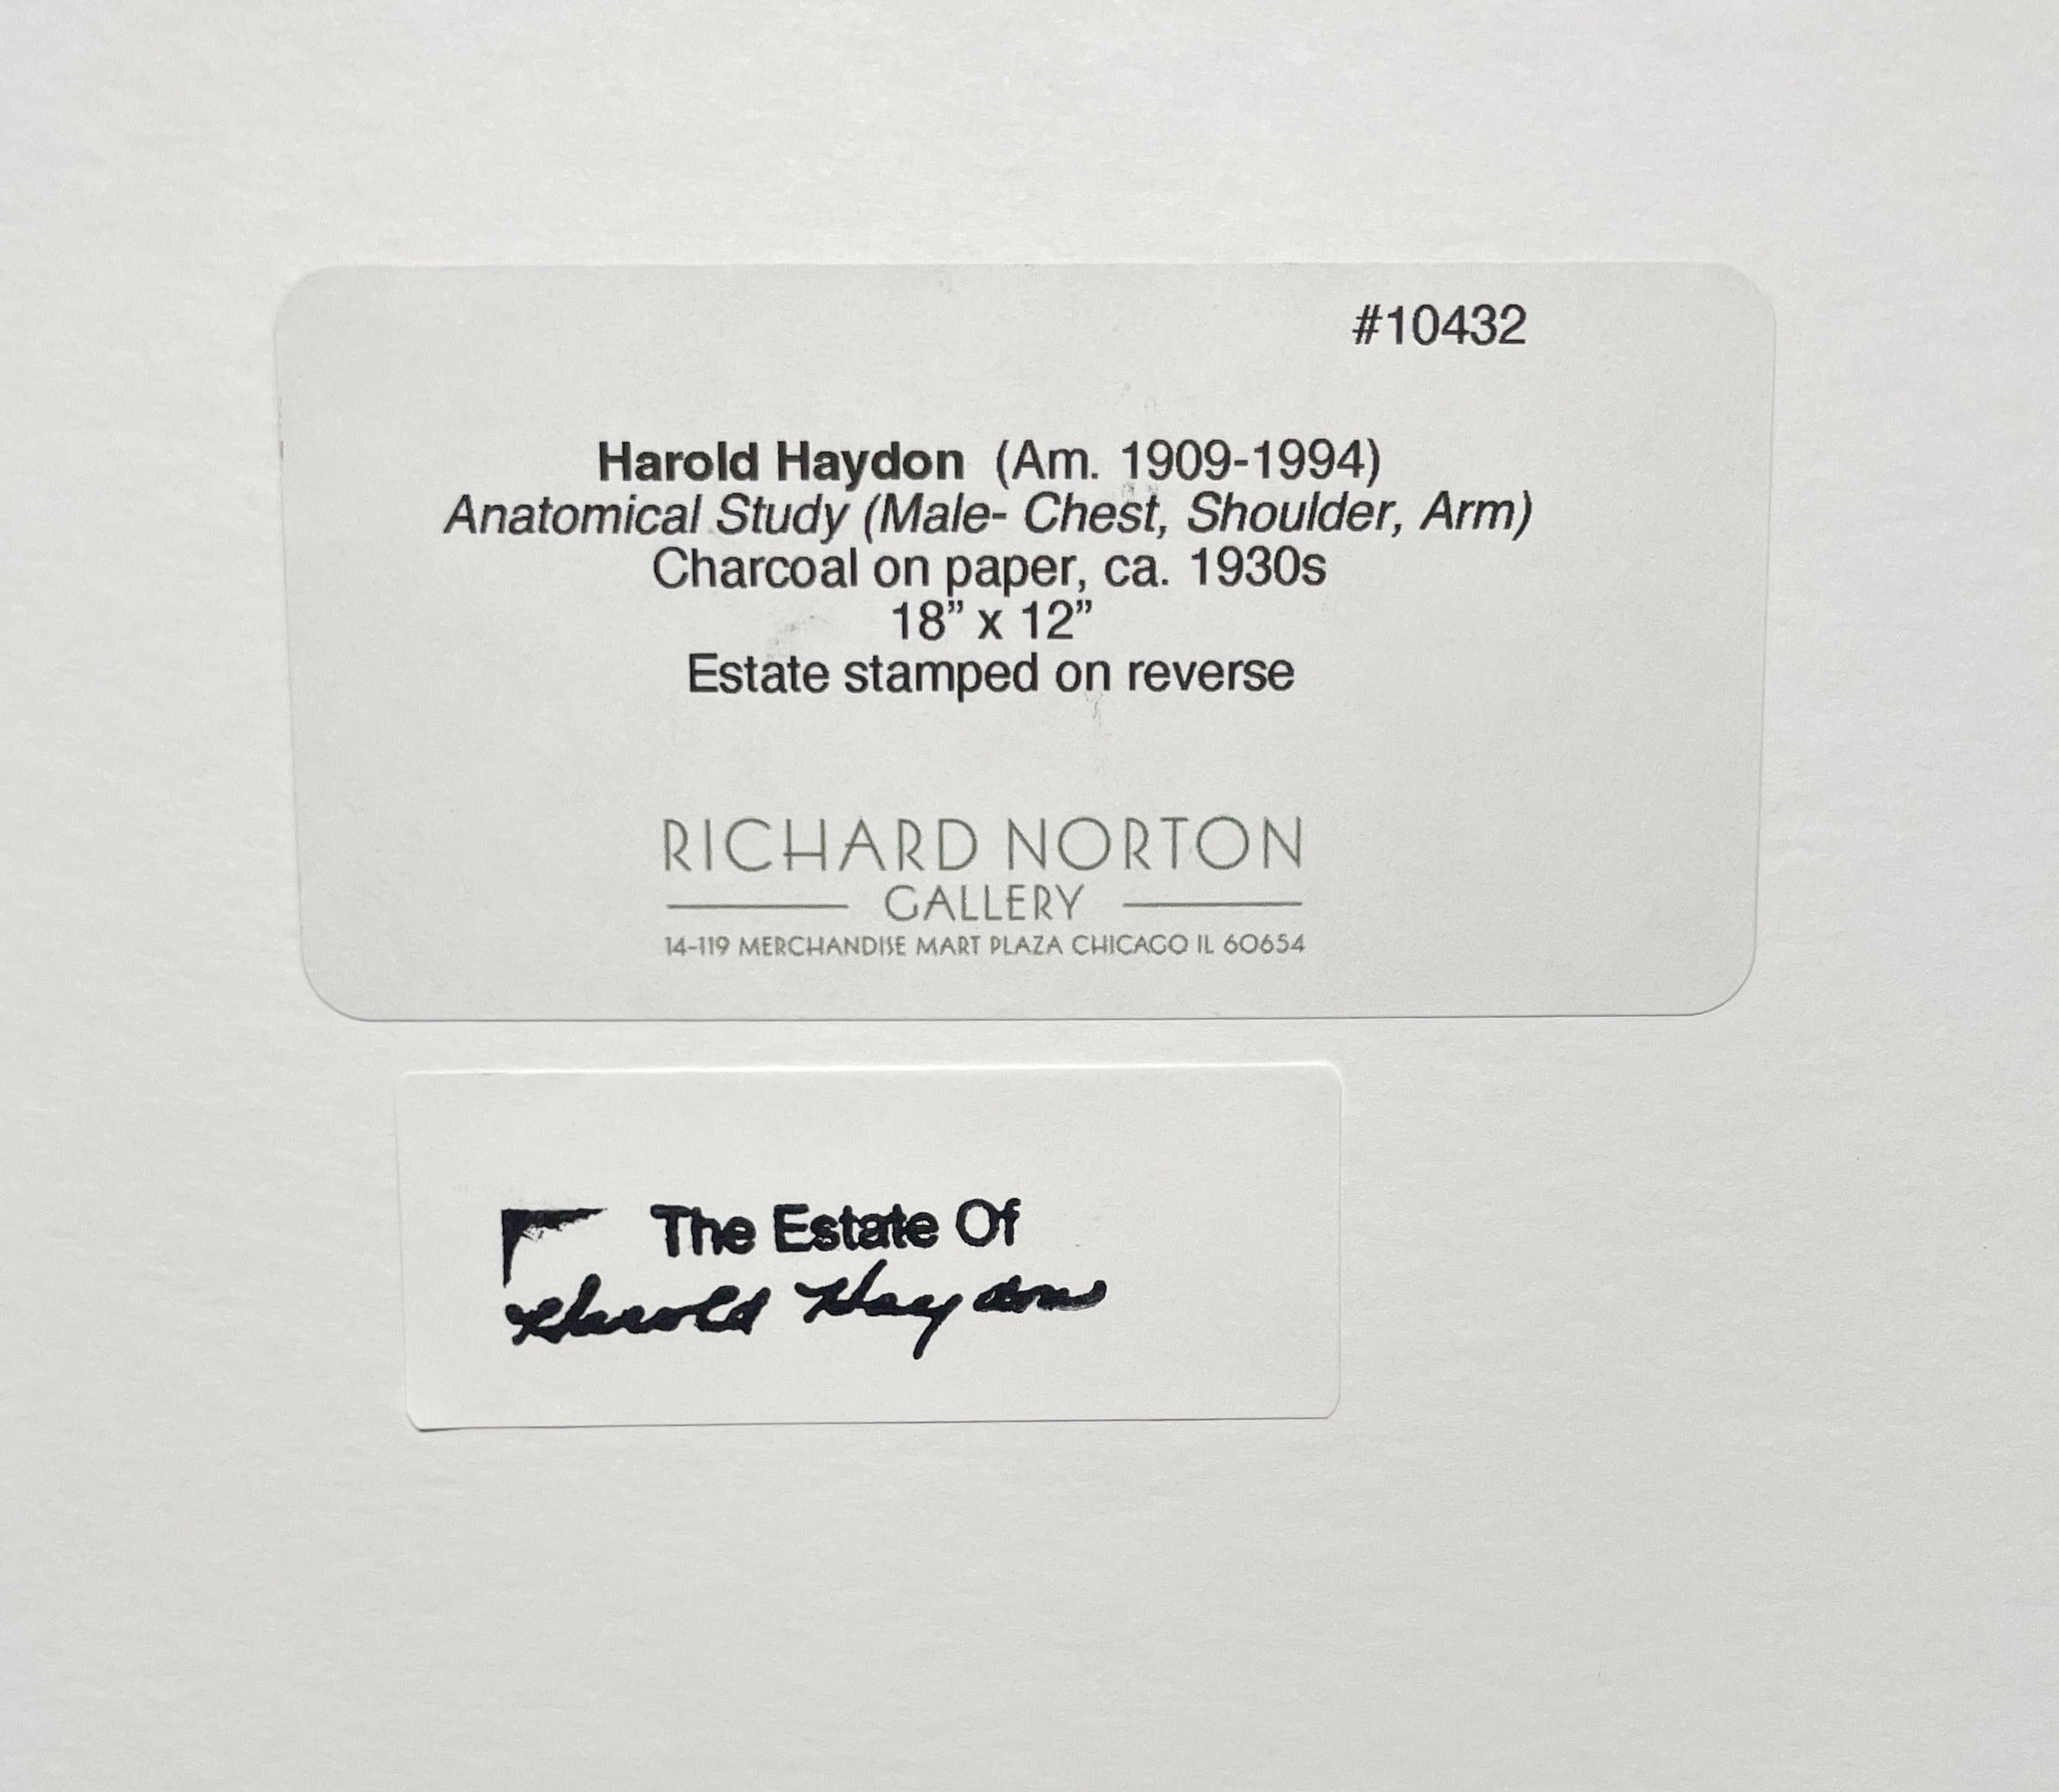 #10432
Harold Haydon (Am. 1909-1994)
Anatomical Study (Male- Chest, Shoulder, Arm)
Charcoal on paper, ca. 1930s
18” x 12”
Estate stamped on reverse
RICHARD NORTON
GALLERY
14-119 MERCHANDISE MART PLAZA CHICAGO IL 60654
The Estate Of
Harold Haydon